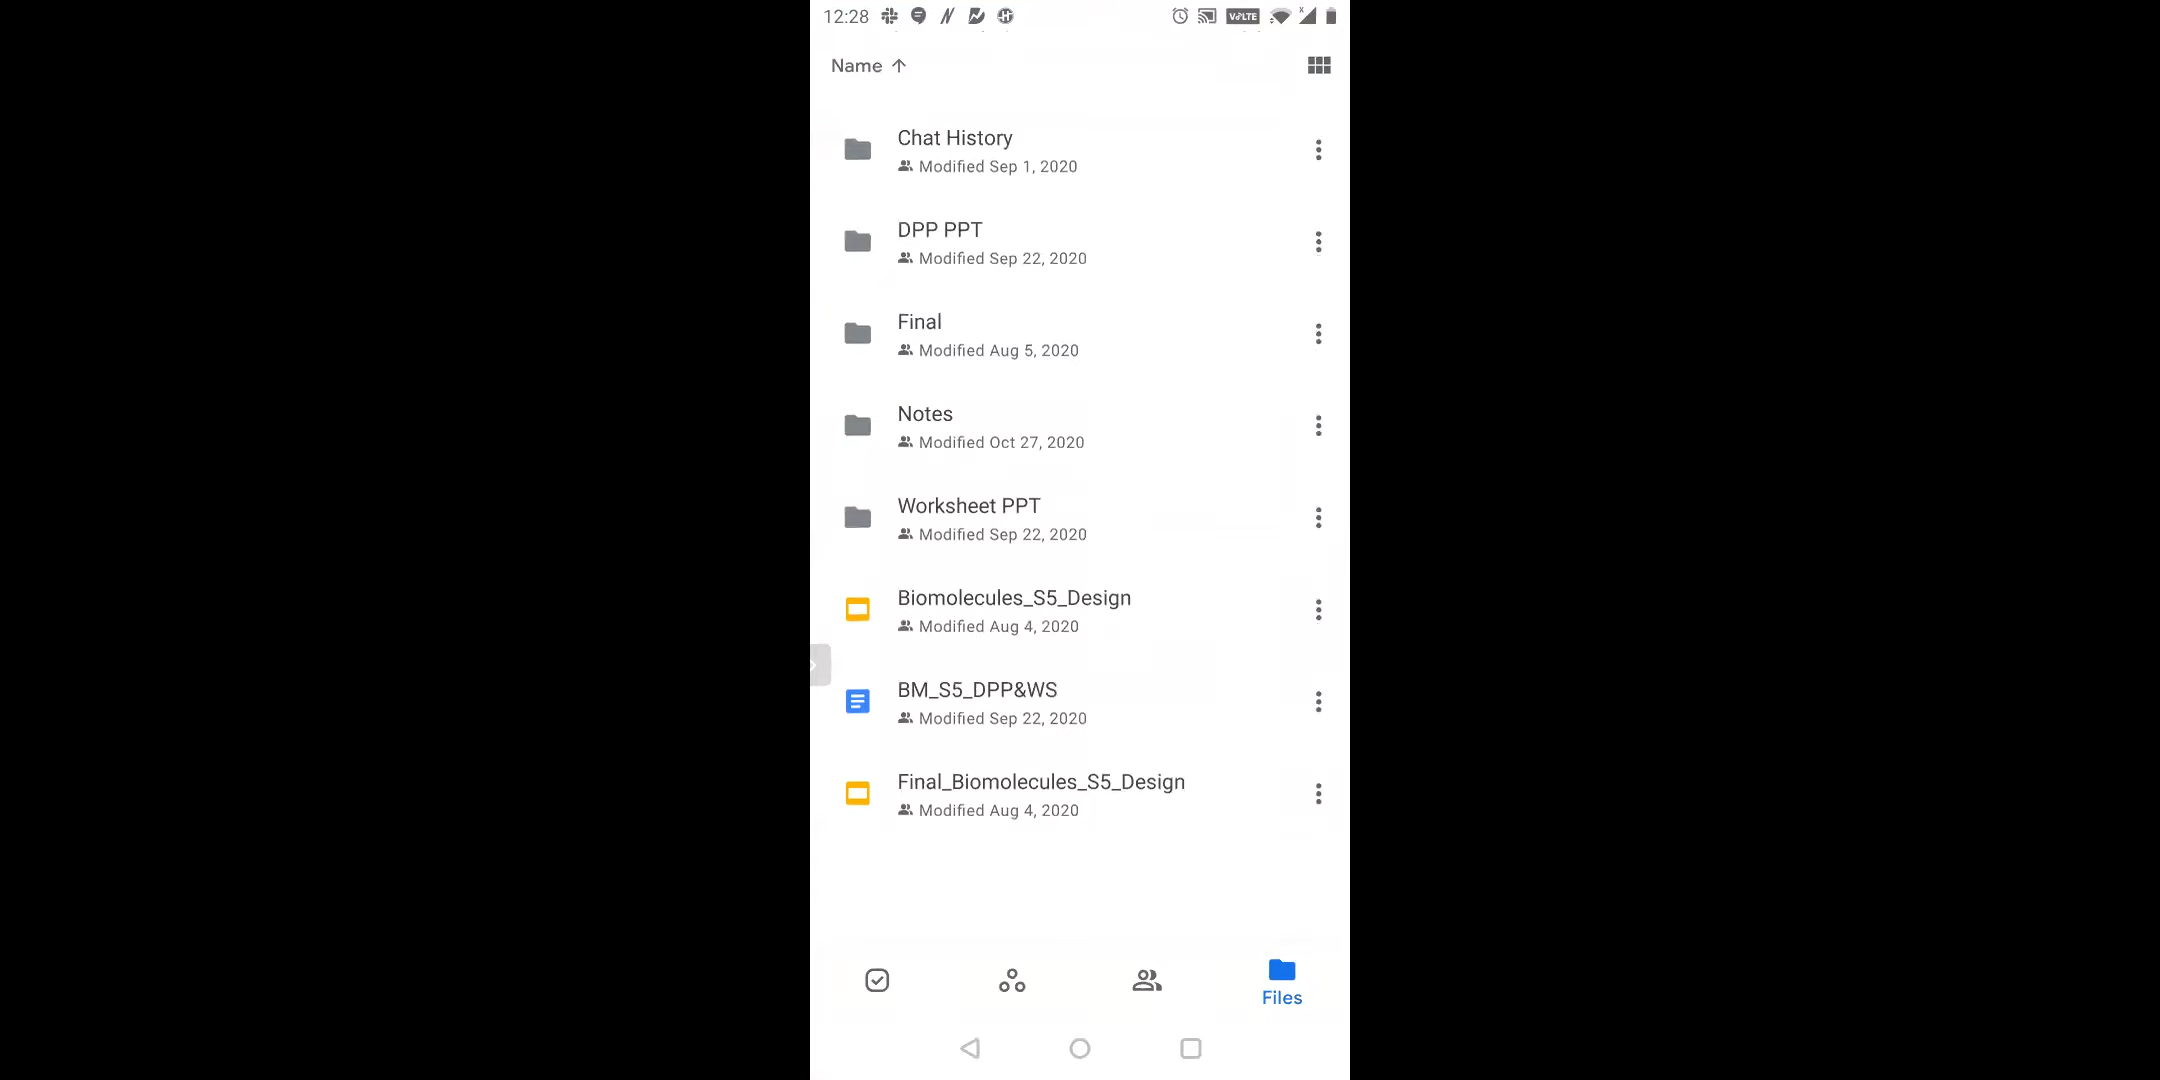 12:28
VoLTE
Name
Chat History
Modified Sep 1, 2020
DPP PPT
Modified Sep 22, 2020
Final
Modified Aug 5, 2020
Notes
Modified Oct 27, 2020
Worksheet PPT
Modified Sep 22, 2020
Biomolecules_S5_Design
Modified Aug 4, 2020
BM_S5_DPP&WS
Modified Sep 22, 2020
Final_Biomolecules_S5_Design
Modified Aug 4, 2020
Files